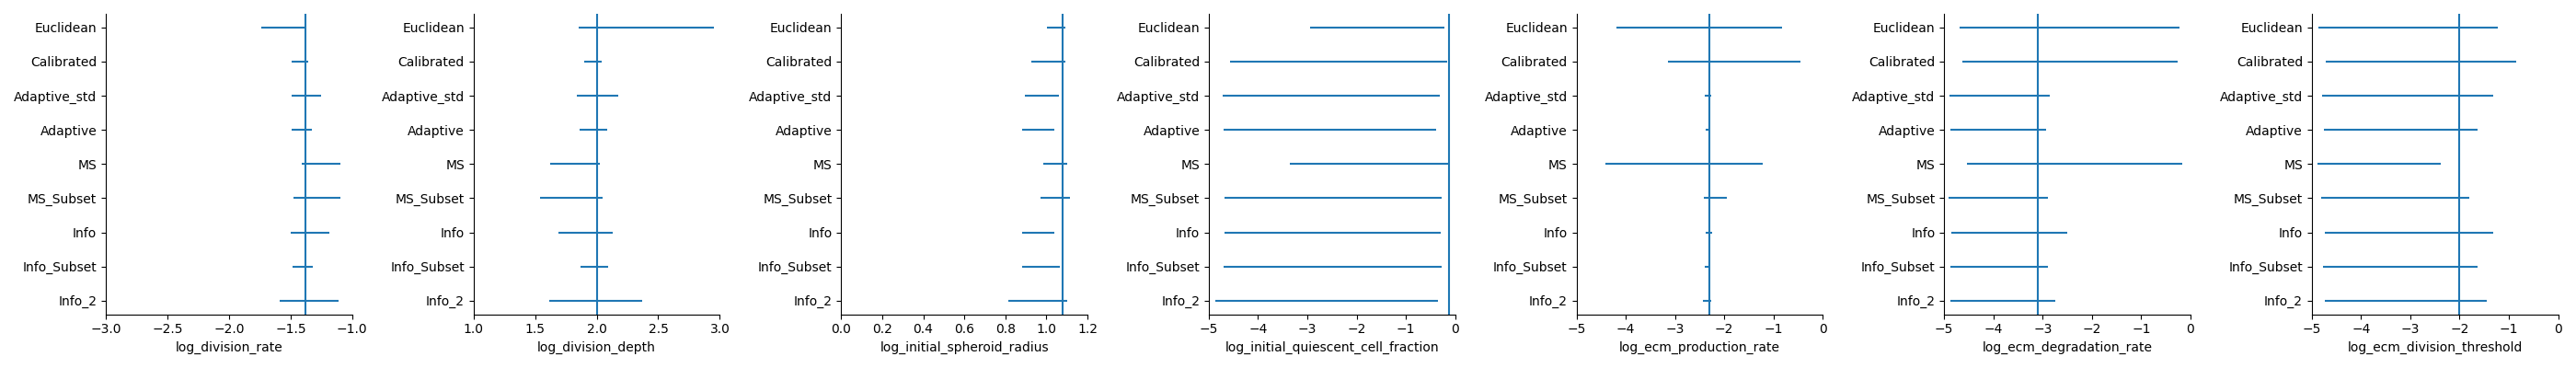 Euclidean
Calibrated
Adaptive_std
Adaptive
MS
MS_Subset
Info
Info_Subset
Info_2
−3.0 −2.5 −2.0 −1.5 −1.0
log_division_rate
Euclidean
Calibrated
Adaptive_std
Adaptive
MS
MS_Subset
Info
Info_Subset
Info_2
1.0 1.5 2.0 2.5 3.0
log_division_depth
Euclidean
Calibrated
Adaptive_std
Adaptive
MS
MS_Subset
Info
Info_Subset
Info_2
0.0 0.2 0.4 0.6 0.8 1.0 1.2
log_initial_spheroid_radius
Euclidean
Calibrated
Adaptive_std
Adaptive
MS
MS_Subset
Info
Info_Subset
Info_2
−5 −4 −3 −2 −1 0
log_initial_quiescent_cell_fraction
Euclidean
Calibrated
Adaptive_std
Adaptive
MS
MS_Subset
Info
Info_Subset
Info_2
−5 −4 −3 −2 −1 0
log_ecm_production_rate
Euclidean
Calibrated
Adaptive_std
Adaptive
MS
MS_Subset
Info
Info_Subset
Info_2
−5 −4 −3 −2 −1 0
log_ecm_degradation_rate
Euclidean
Calibrated
Adaptive_std
Adaptive
MS
MS_Subset
Info
Info_Subset
Info_2
−5 −4 −3 −2 −1 0
log_ecm_division_threshold